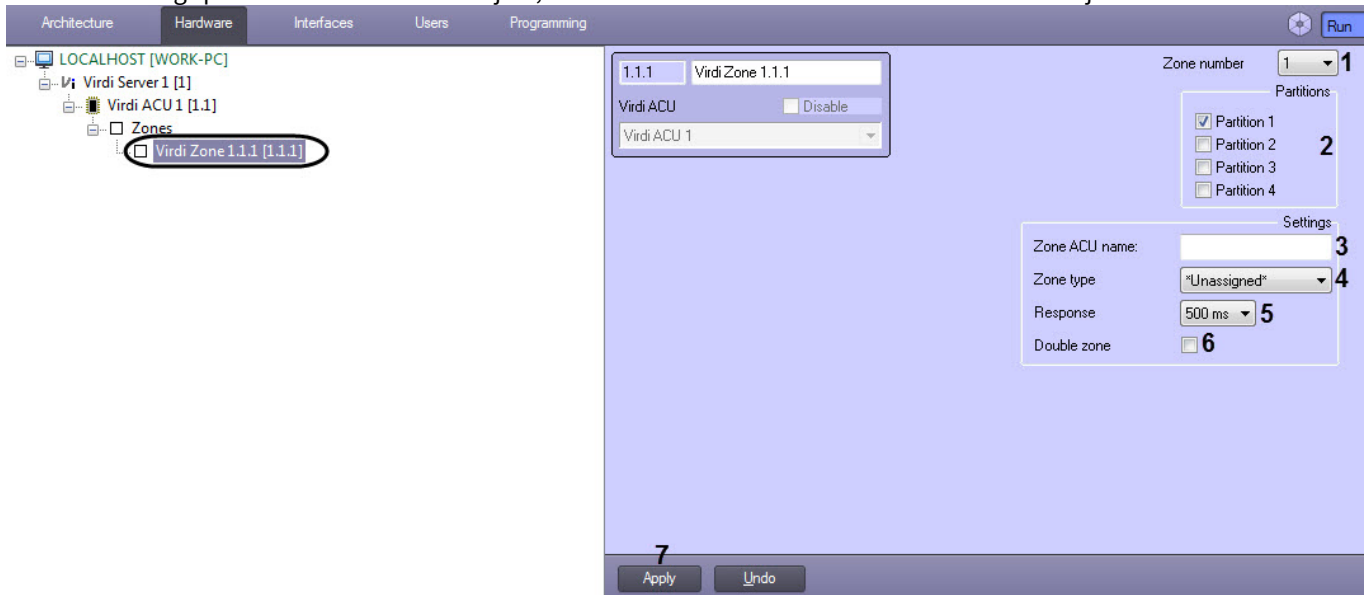 Architecture Hardware Interfaces Users Programming Run
LOCALHOST [WORK-PC]
Virdi Server 1 [1]
Virdi ACU 1 [1.1]
Zones
Virdi Zone 1.1.1 [1.1.1]
1.1.1 Virdi Zone 1.1.1
Virdi ACU Disable
Virdi ACU 1
Zone number 1 1
Partitions
Partition 1
Partition 2 2
Partition 3
Partition 4
Settings
Zone ACU name: 3
Zone type *Unassigned* 4
Response 500 ms 5
Double zone 6
7
Apply Undo